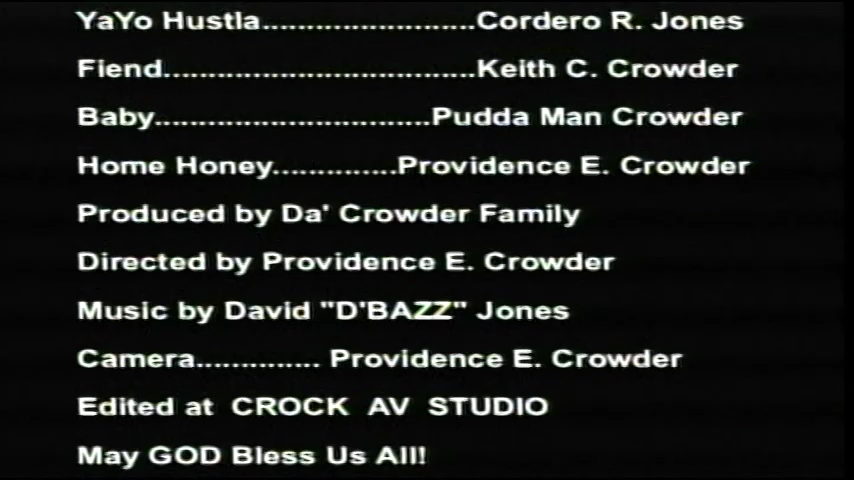 YaYo Hustla........................Cordero R. Jones
Fiend...................................Keith C. Crowder
Baby...............................Pudda Man Crowder
Home Honey..............Providence E. Crowder
Produced by Da' Crowder Family
Directed by Providence E. Crowder
Music by David "D'BAZZ" Jones
Camera.............. Providence E. Crowder
Edited at CROCK AV STUDIO
May GOD Bless Us All!